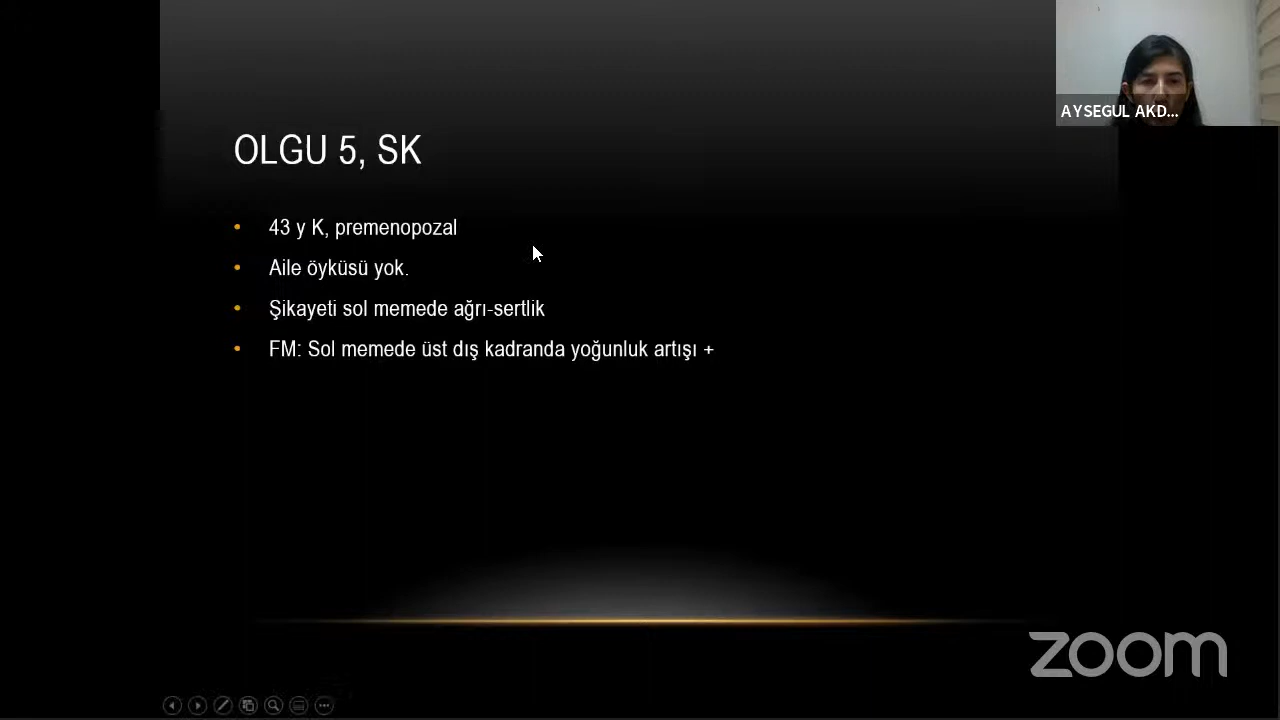 AYSEGUL AKD...
OLGU 5, SK
• 43 y K, premenopozal
• Aile öyküsü yok.
• Şikayeti sol memede ağrı-sertlik
• FM: Sol memede üst dış kadranda yoğunluk artışı +
zoom